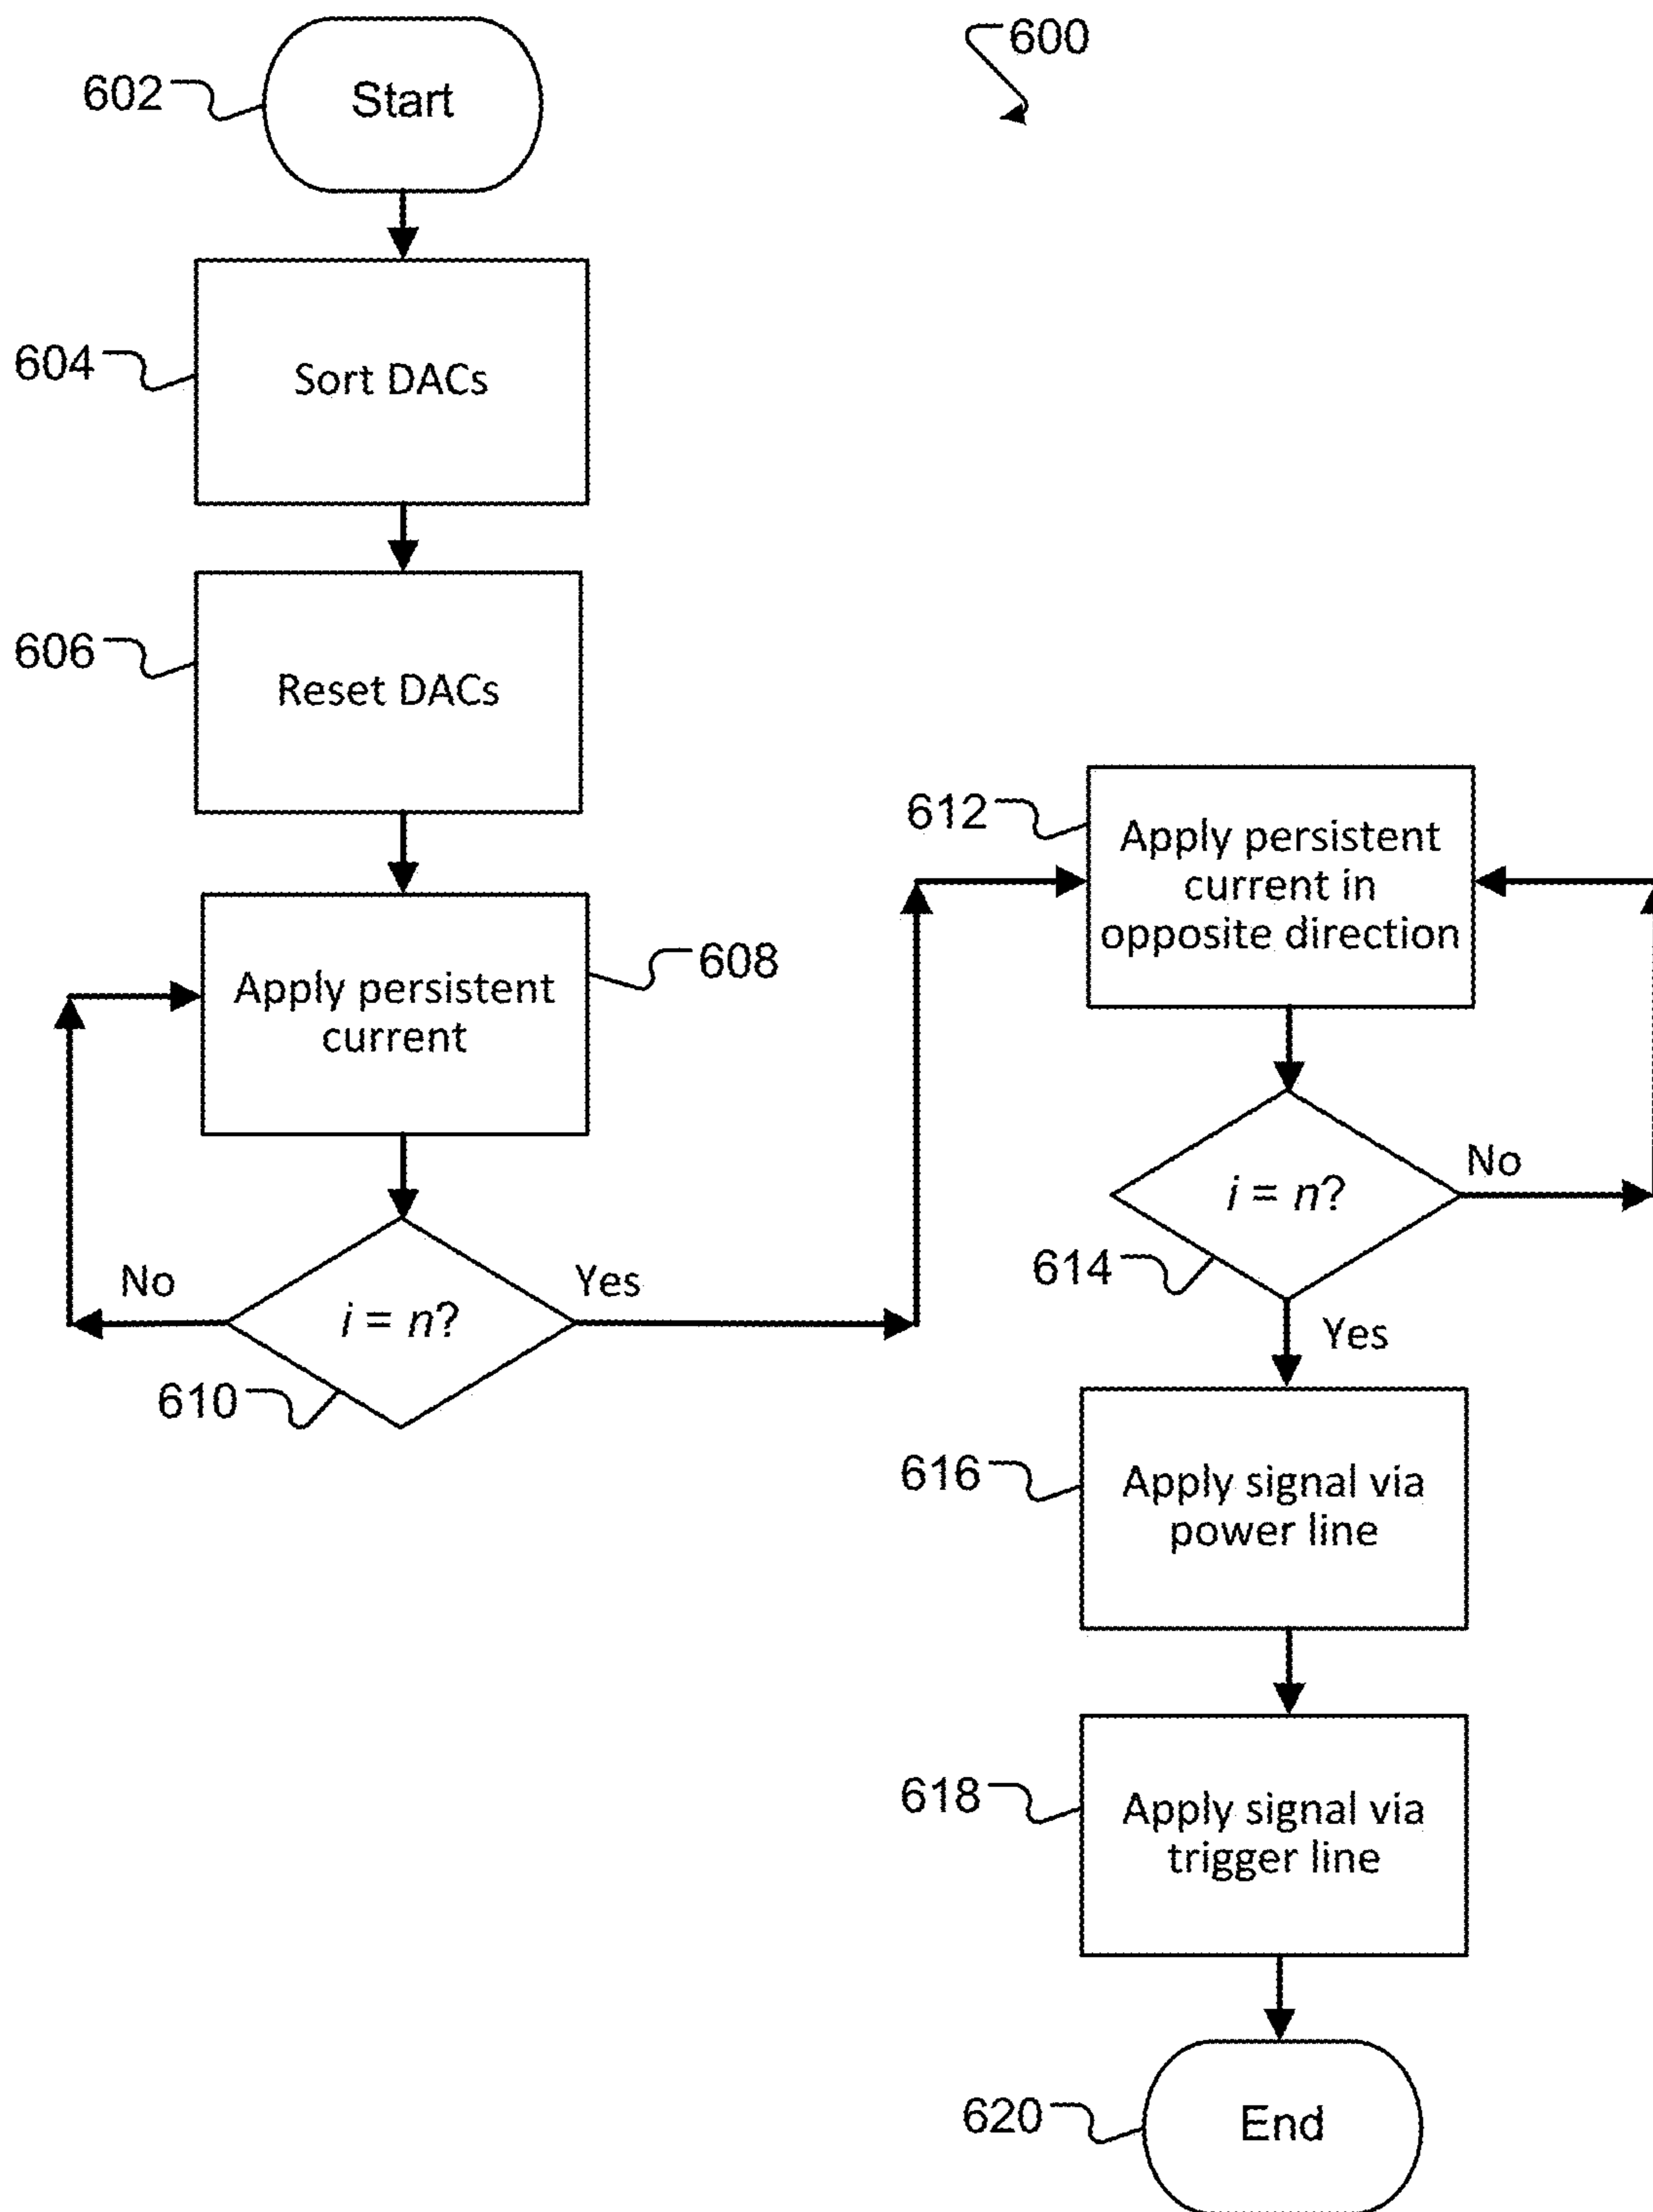 600
602
Start
604
Sort DACs
606
Reset DACs
608
Apply persistent
current
610
i = n?
No
Yes
612
Apply persistent
current in
opposite direction
614
i = n?
No
Yes
616
Apply signal via
power line
618
Apply signal via
trigger line
620
End